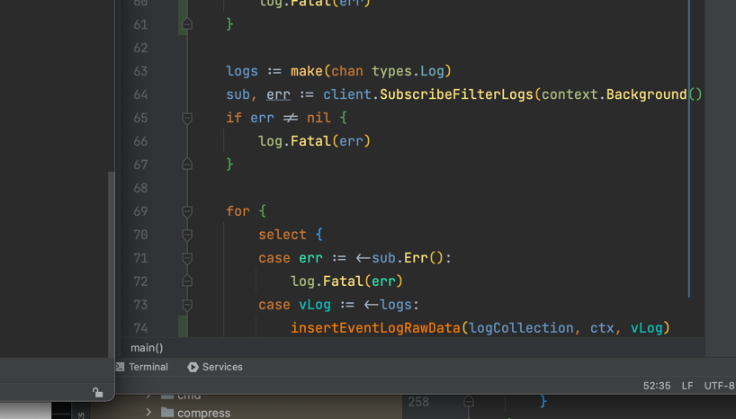 60 log.Fatal(err)
61 }
62
63 logs := make(chan types.Log)
64 sub, err := client.SubscribeFilterLogs(context.Background()
65 if err ≠ nil {
66 log.Fatal(err)
67 }
68
69 for {
70 select {
71 case err := <-sub.Err():
72 log.Fatal(err)
73 case vLog := <-logs:
74 insertEventLogRawData(logCollection, ctx, vLog)
main()
Terminal Services
52:35 LF UTF-8
cmd
258 }
compress